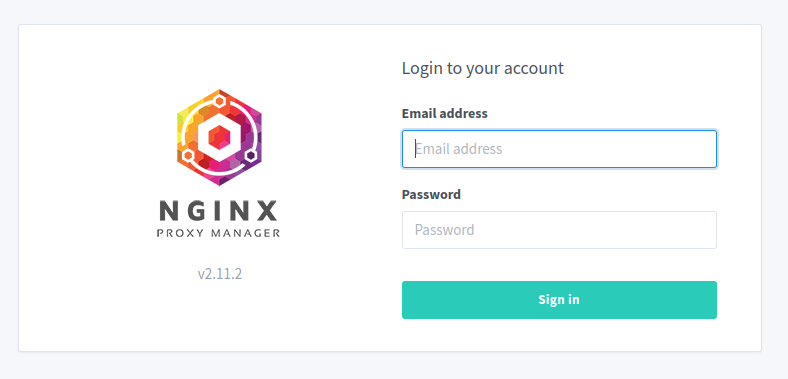 NGINX
PROXY MANAGER
v2.11.2
Login to your account
Email address
Email address
Password
Password
Sign in